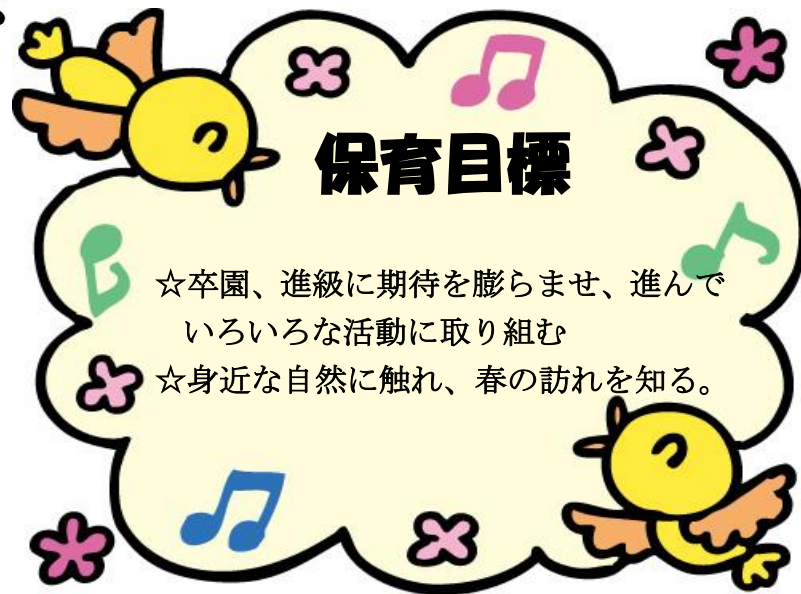 保育目標
☆卒園、進級に期待を膨らませ、進んで
いろいろな活動に取り組む
☆身近な自然に触れ、春の訪れを知る。